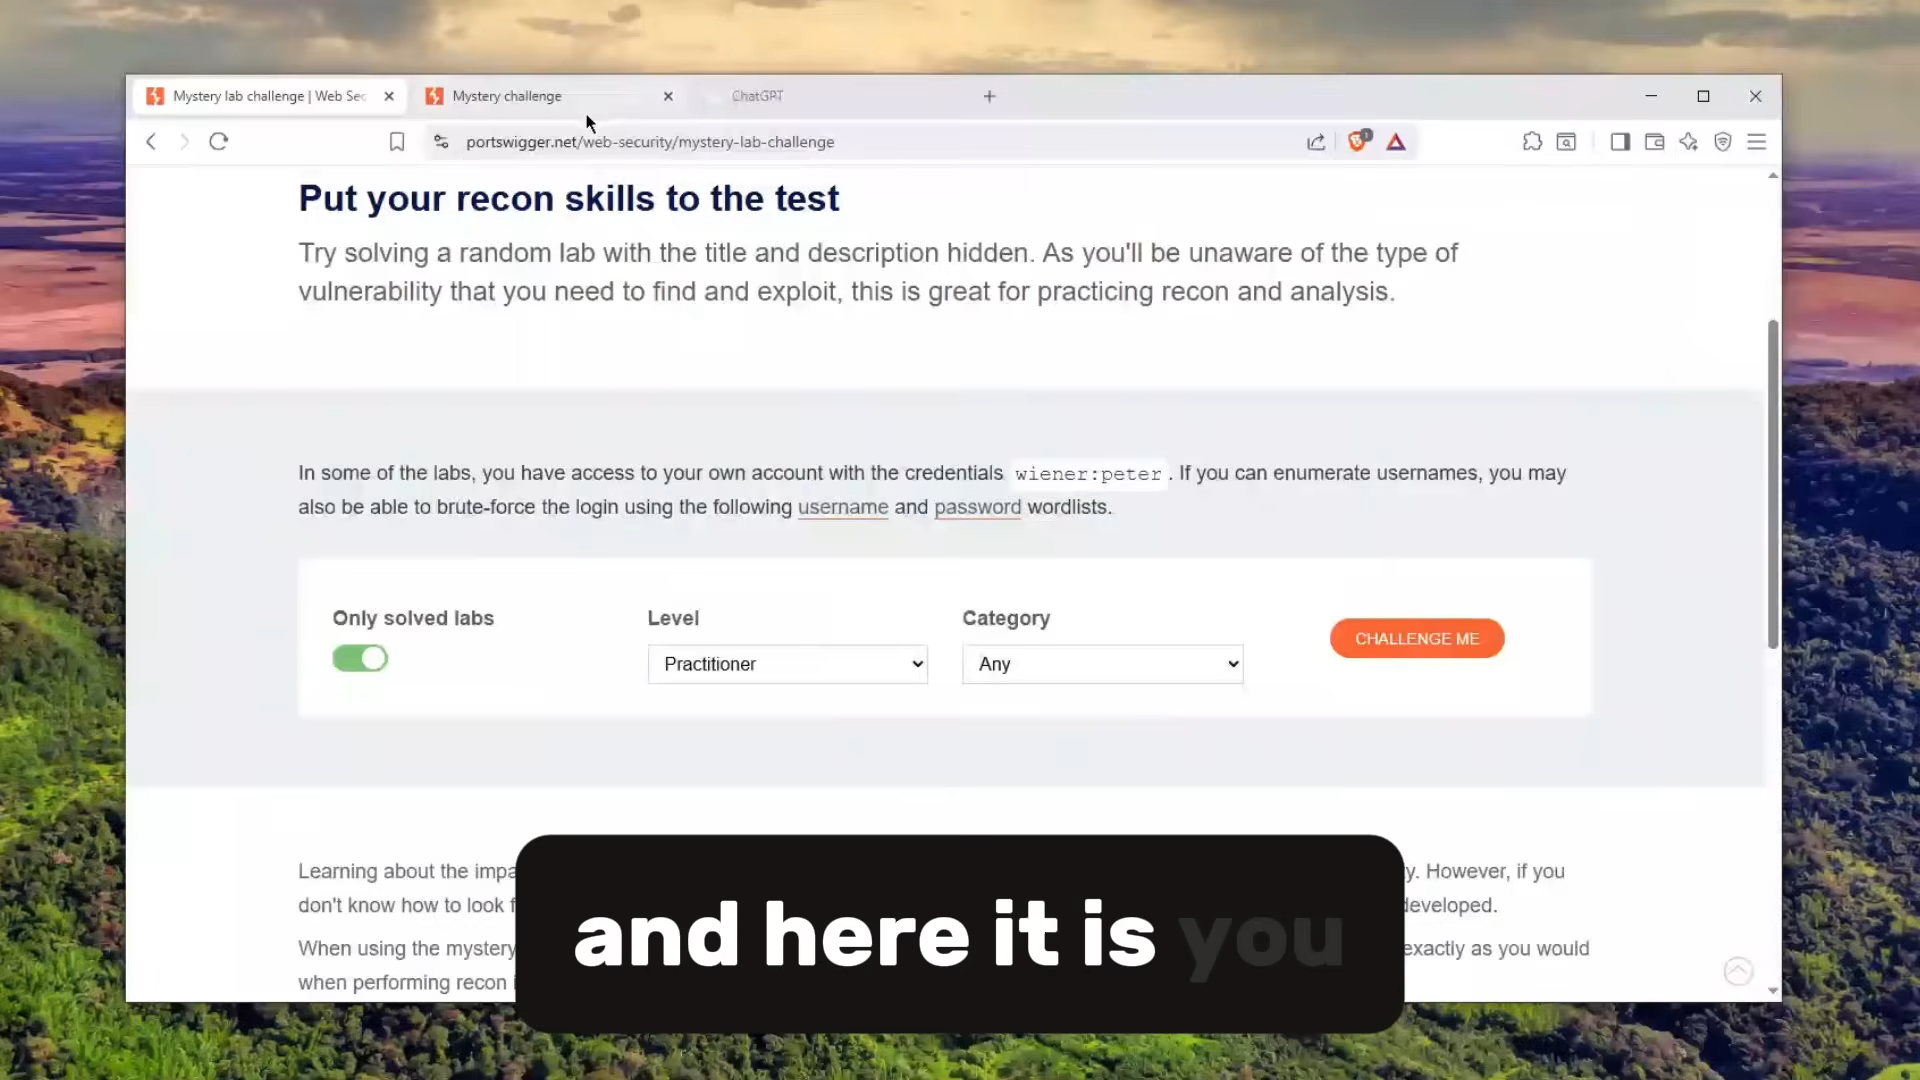 Mystery lab challenge | Web Sec
Mystery challenge
ChatGPT
portswigger.net/web-security/mystery-lab-challenge
Put your recon skills to the test
Try solving a random lab with the title and description hidden. As you'll be unaware of the type of
vulnerability that you need to find and exploit, this is great for practicing recon and analysis.
In some of the labs, you have access to your own account with the credentials wiener:peter. If you can enumerate usernames, you may
also be able to brute-force the login using the following username and password wordlists.
Only solved labs
Level
Category
CHALLENGE ME
Practitioner
Any
Learning about the impa
y. However, if you
don't know how to look f
developed.
When using the mystery
exactly as you would
when performing recon i
and here it is you